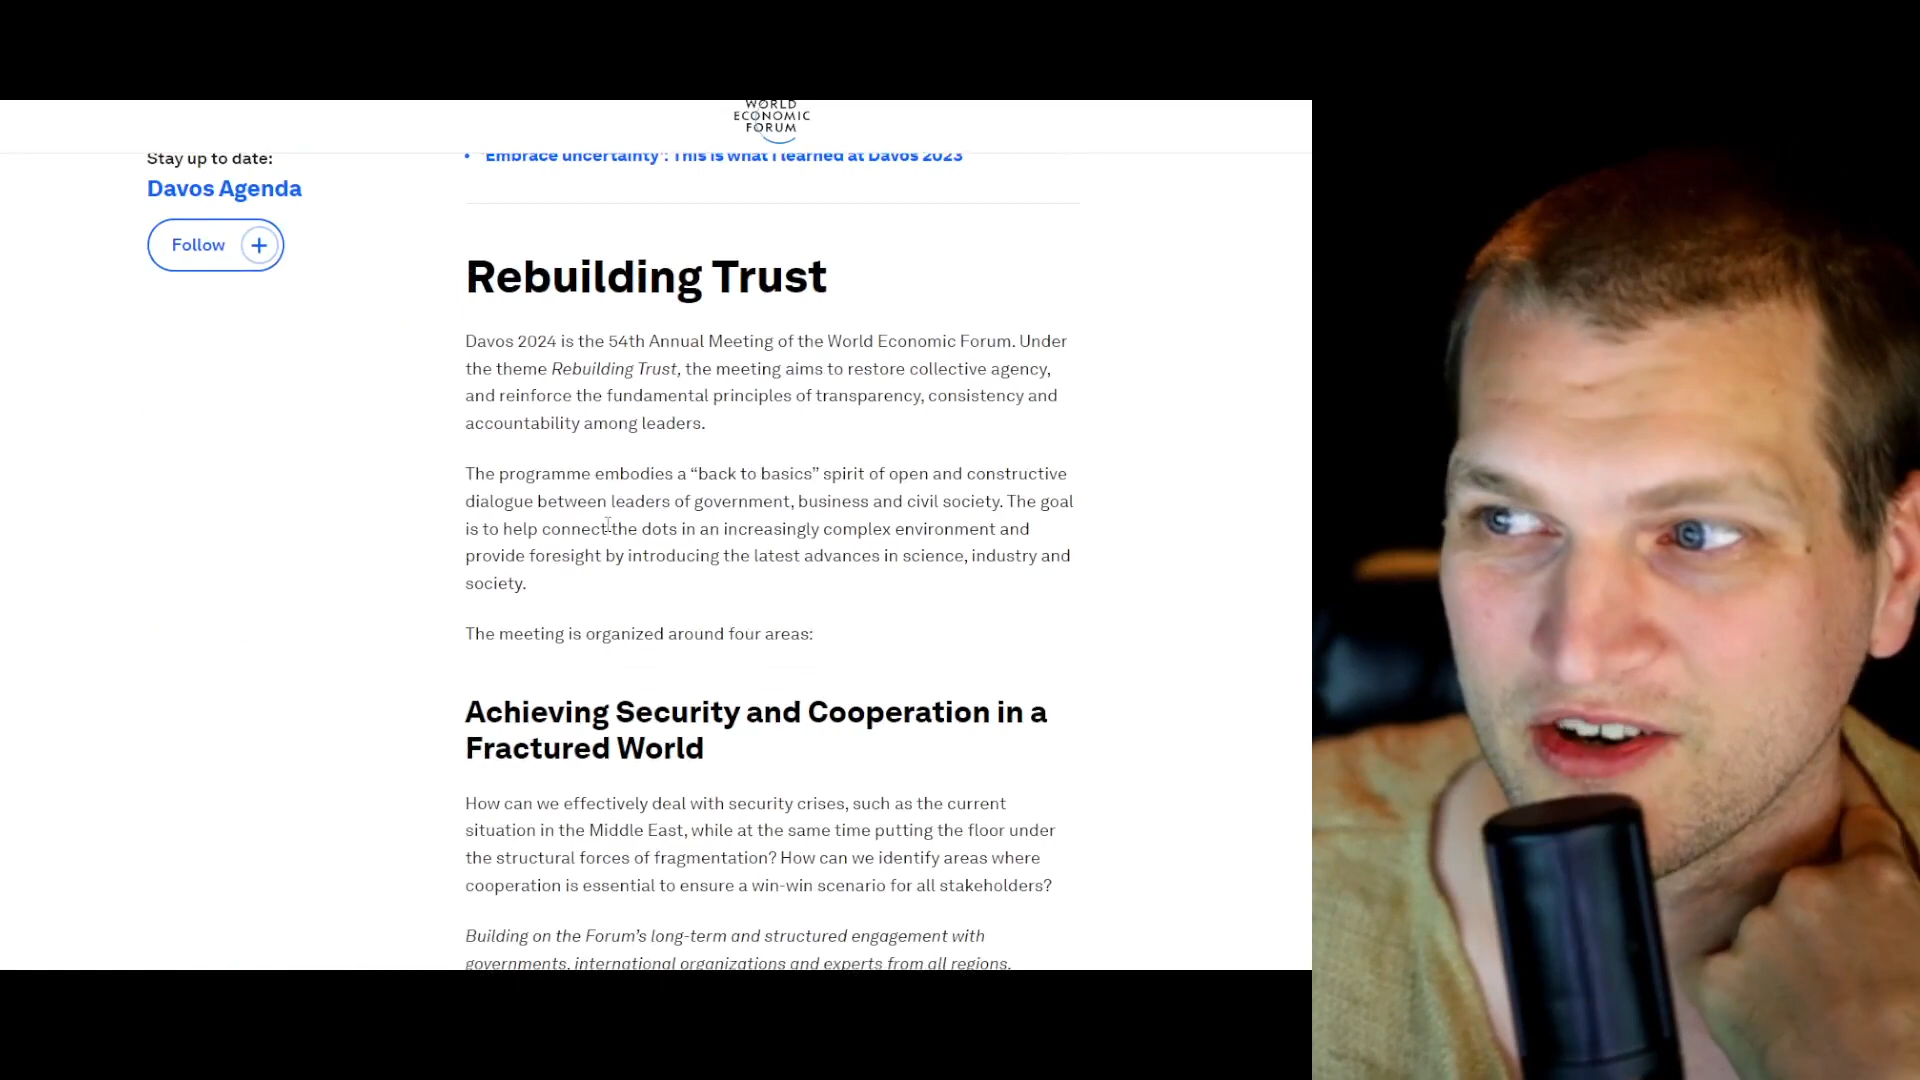 WORLD
ECONOMIC
FORUM
Stay up to date:
Davos Agenda
Follow +
• "Embrace uncertainty": This is what I learned at Davos 2023
Rebuilding Trust
Davos 2024 is the 54th Annual Meeting of the World Economic Forum. Under
the theme Rebuilding Trust, the meeting aims to restore collective agency,
and reinforce the fundamental principles of transparency, consistency and
accountability among leaders.
The programme embodies a “back to basics” spirit of open and constructive
dialogue between leaders of government, business and civil society. The goal
is to help connect the dots in an increasingly complex environment and
provide foresight by introducing the latest advances in science, industry and
society.
The meeting is organized around four areas:
Achieving Security and Cooperation in a
Fractured World
How can we effectively deal with security crises, such as the current
situation in the Middle East, while at the same time putting the floor under
the structural forces of fragmentation? How can we identify areas where
cooperation is essential to ensure a win-win scenario for all stakeholders?
Building on the Forum’s long-term and structured engagement with
governments, international organizations and experts from all regions,